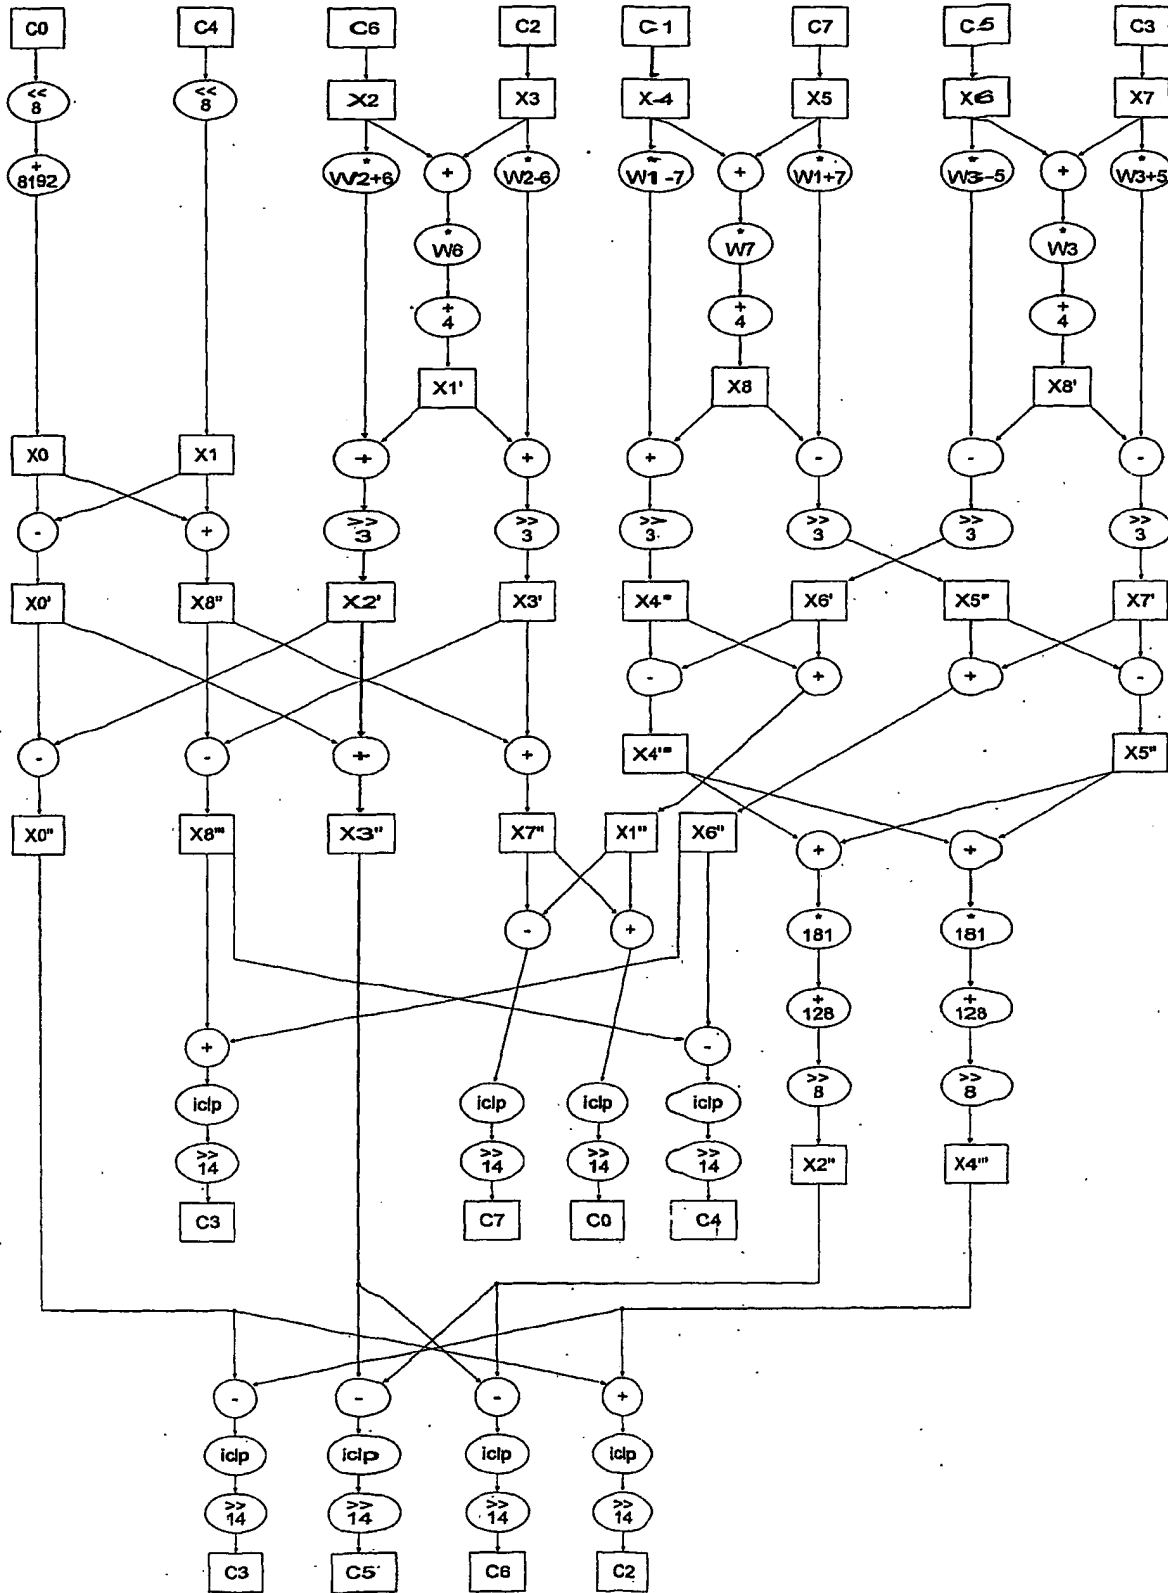 C0 C4 C6 C2 C-1 C7 C.5 C3
<< 8 << 8 X2 X3 X-4 X5 X6 X7
+ 8192 * W2+6 + * W2-6 * W1-7 + * W1+7 * W3-5 + * W3+5
* W6 * W7 * W3
+ 4 + 4 + 4
X1' X8 X8'
X0 X1 + + + - - -
- + >> 3 >> 3 >> 3 >> 3 >> 3 >> 3
X0' X8" X2' X3' X4" X6' X5" X7'
- + + -
- - + + X4'" X5"
X0" X8'" X3" X7" X1" X6" + +
- + * 181 * 181
+ 128 + 128
+ -
iclp iclp iclp iclp >> 8 >> 8
>> 14 >> 14 >> 14 >> 14 X2" X4'"
C3 C7 C0 C4
- - - +
iclp iclp iclp iclp
>> 14 >> 14 >> 14 >> 14
C3 C5 C6 C2